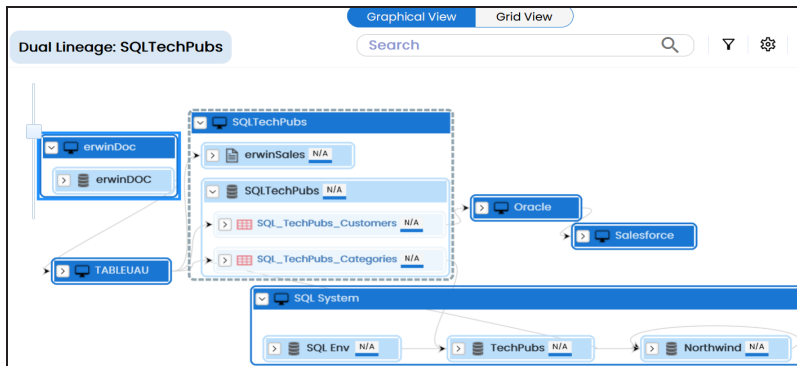 Graphical View
Grid View
Dual Lineage: SQLTechPubs
Search
SQLTechPubs
erwinDoc
erwinSales N/A
erwinDOC
SQLTechPubs N/A
Oracle
SQL_TechPubs_Customers N/A
Salesforce
SQL_TechPubs_Categories N/A
TABLEUAU
SQL System
SQL Env N/A
TechPubs N/A
Northwind N/A